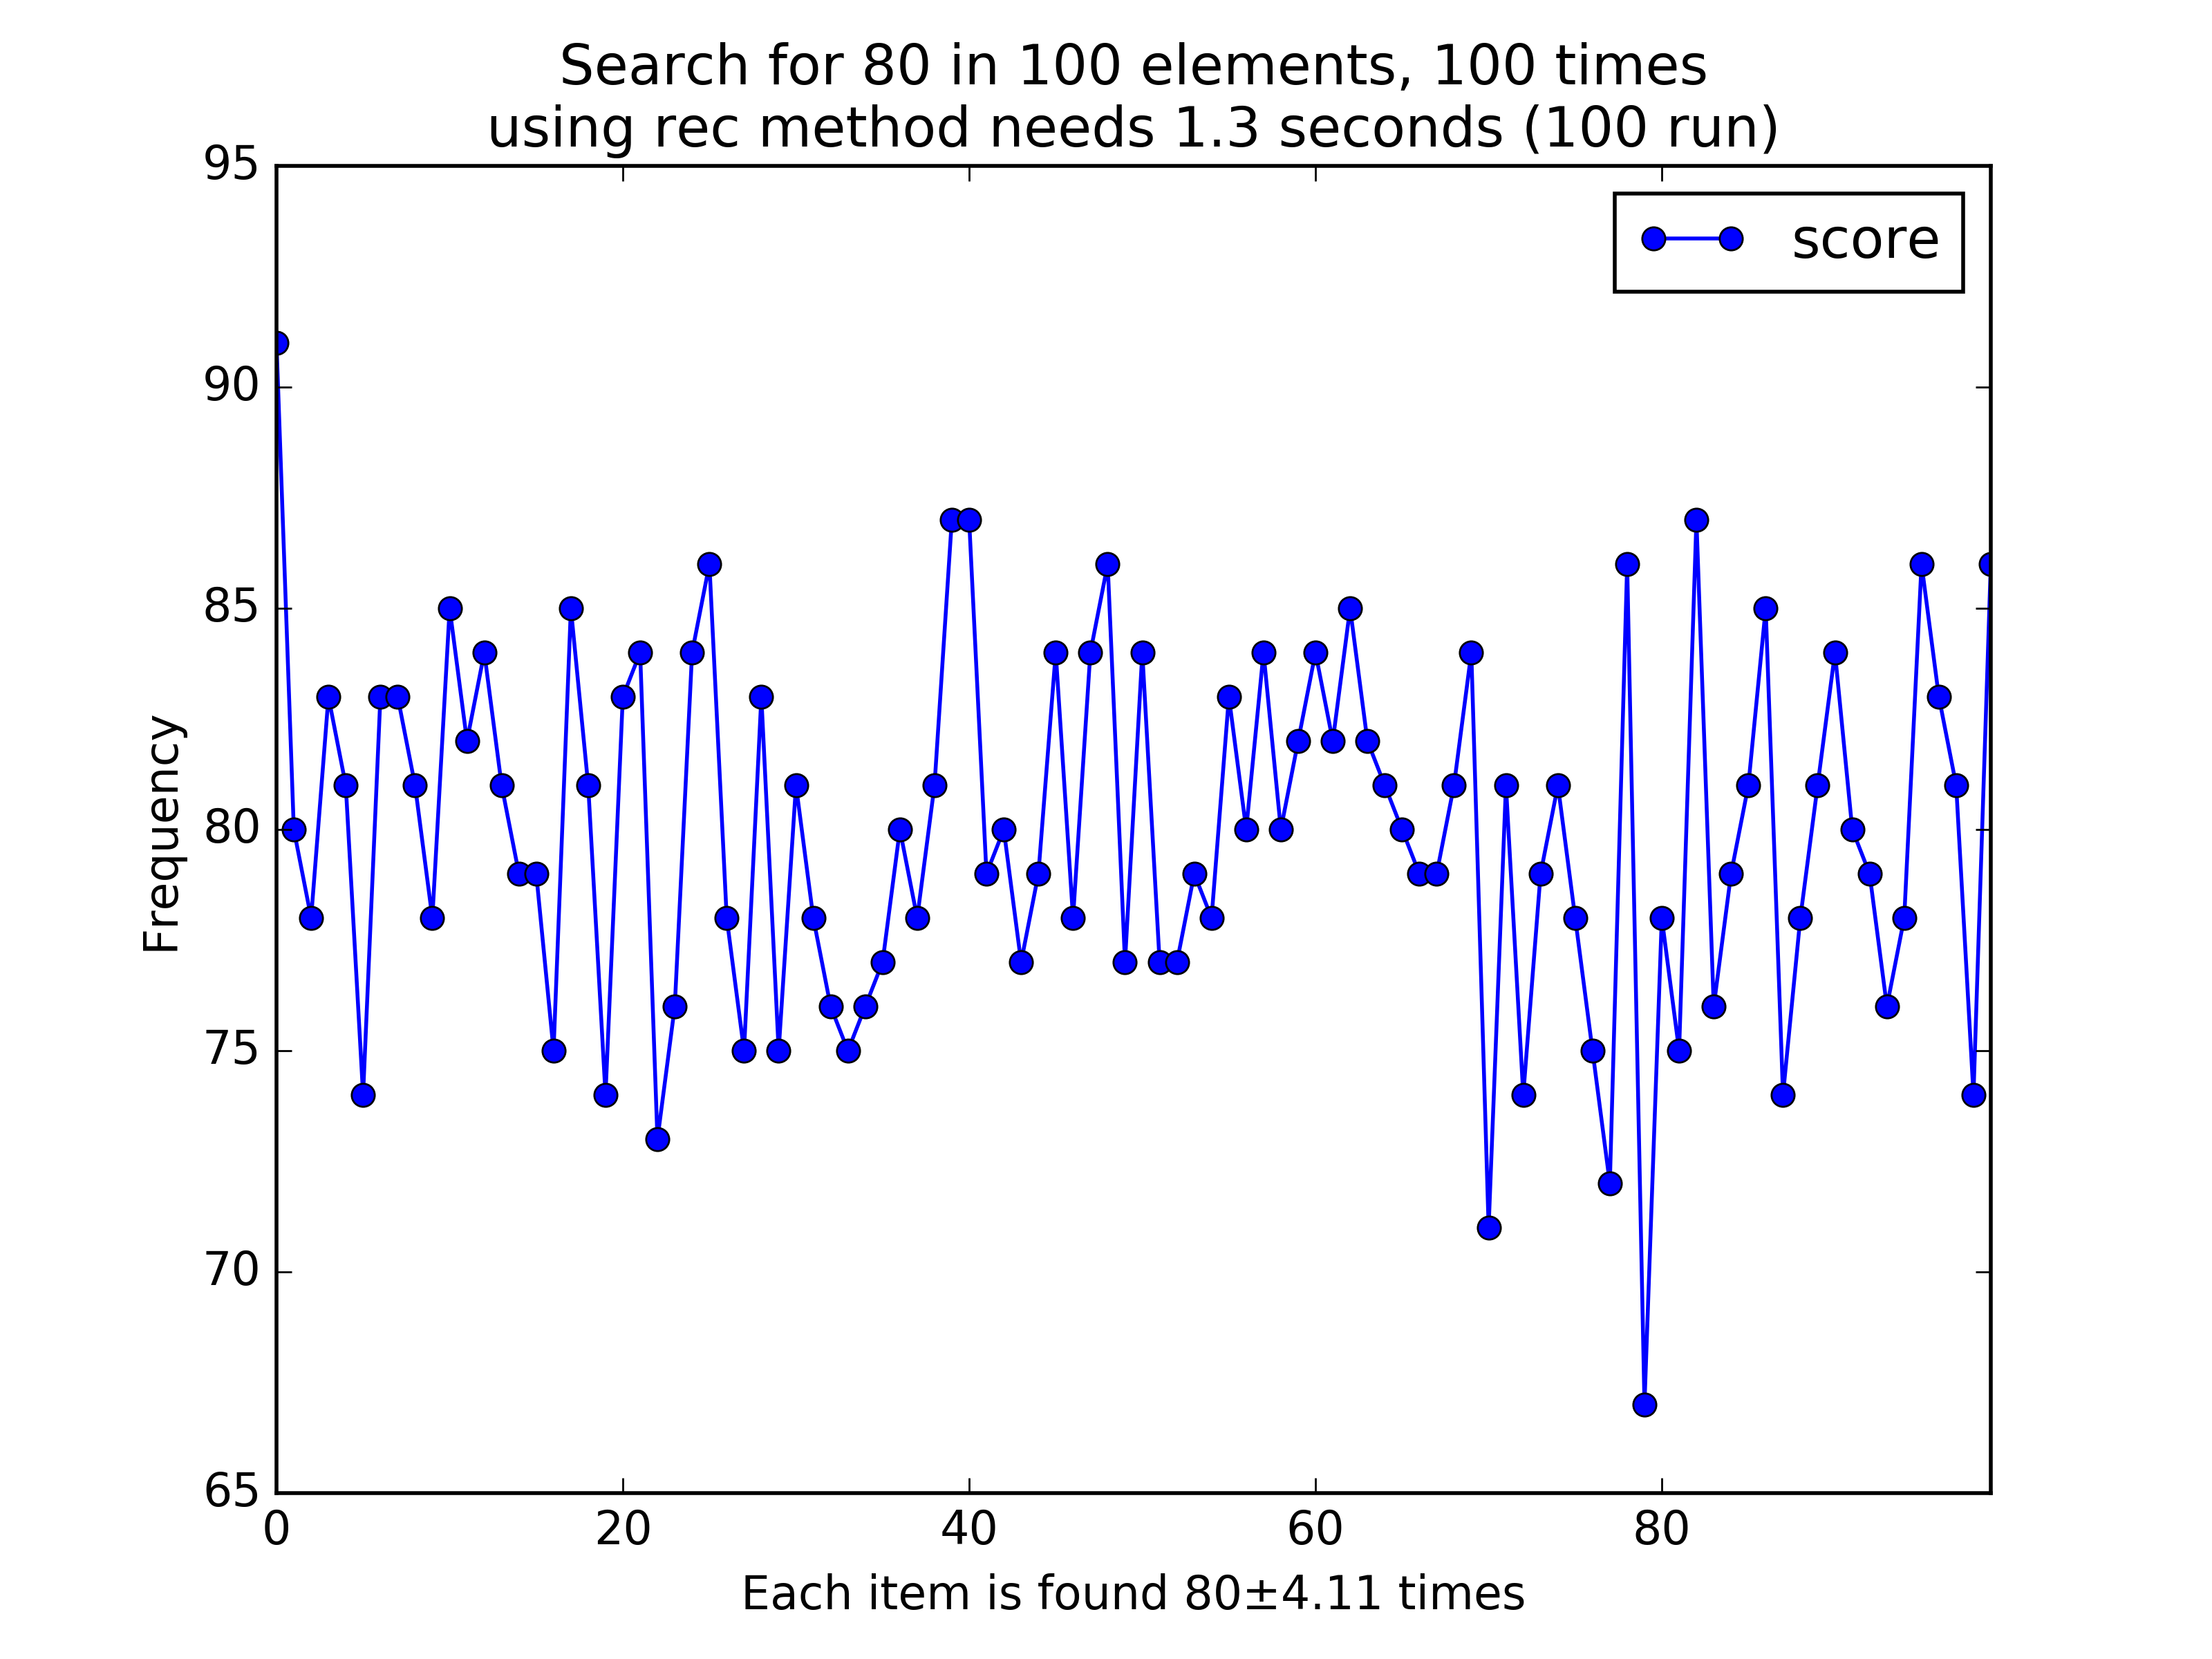 Search for 80 in 100 elements, 100 times
using rec method needs 1.3 seconds (100 run)
95
90
85
80
75
70
65
Frequency
score
0
20
40
60
80
Each item is found 80±4.11 times